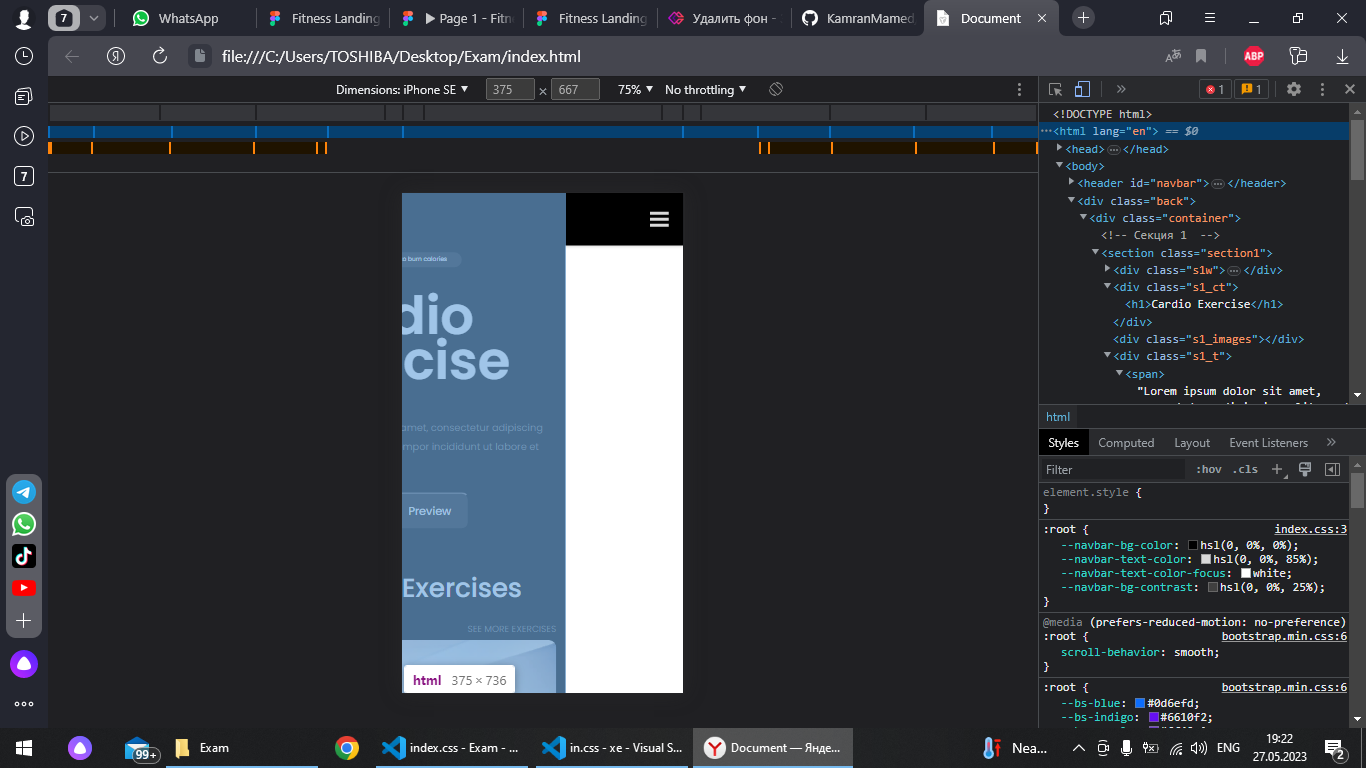 7
WhatsApp
Fitness Landing
▶ Page 1 - Fitn
Fitness Landing
Удалить фон -
KamranMamed
Document
Я
file:///C:/Users/TOSHIBA/Desktop/Exam/index.html
ABP
Dimensions: iPhone SE ▼ 375 × 667 75% ▼ No throttling ▼
1 1
7
<!DOCTYPE html>
<html lang="en"> == $0
<head> </head>
<body>
<header id="navbar"> </header>
<div class="back">
<div class="container">
<!-- Секция 1 -->
<section class="section1">
<div class="s1w"> </div>
<div class="s1_ct">
<h1>Cardio Exercise</h1>
</div>
<div class="s1_images"></div>
<div class="s1_t">
<span>
"Lorem ipsum dolor sit amet,
html
Styles Computed Layout Event Listeners
Filter :hov .cls
element.style {
}
:root { index.css:3
--navbar-bg-color: hsl(0, 0%, 0%);
--navbar-text-color: hsl(0, 0%, 85%);
--navbar-text-color-focus: white;
--navbar-bg-contrast: hsl(0, 0%, 25%);
}
@media (prefers-reduced-motion: no-preference)
:root { bootstrap.min.css:6
scroll-behavior: smooth;
}
:root { bootstrap.min.css:6
--bs-blue: #0d6efd;
--bs-indigo: #6610f2;
o burn calories
dio
cise
amet, consectetur adipiscing
mpor incididunt ut labore et
Preview
Exercises
SEE MORE EXERCISES
html 375 × 736
99+
Exam
index.css - Exam - ...
in.css - xe - Visual S...
Document — Янде...
Nea...
ENG
19:22
27.05.2023
2